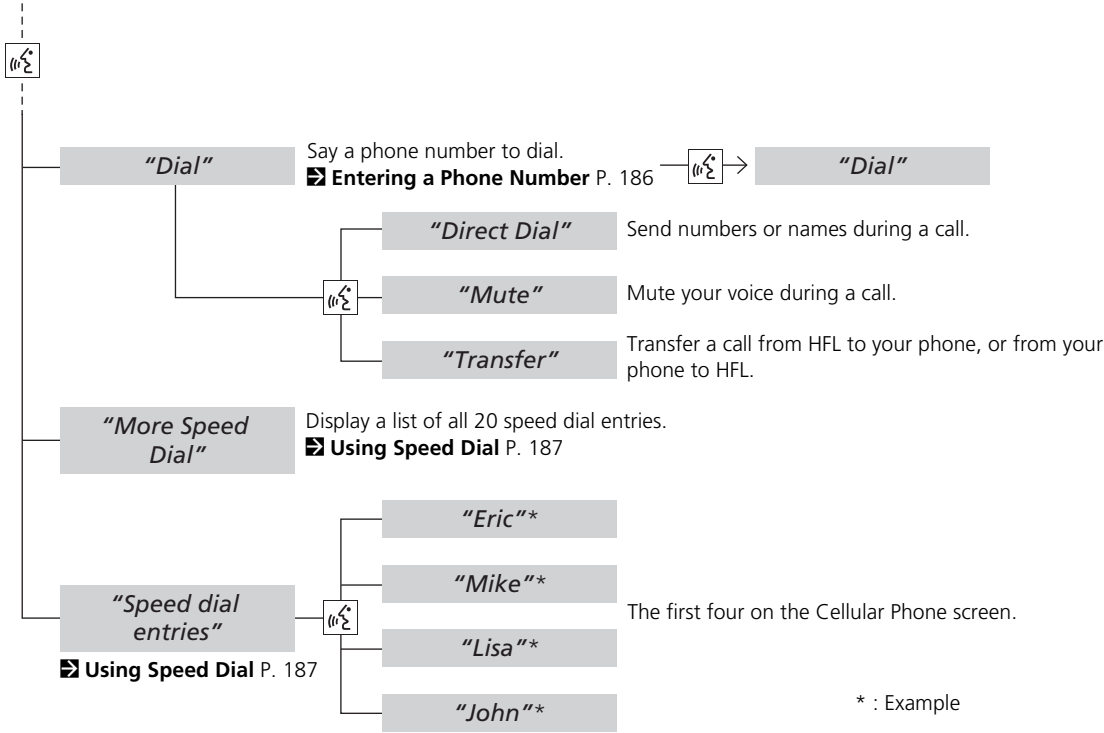 "Dial"
Say a phone number to dial.
Entering a Phone Number P. 186
"Dial"
"Direct Dial"
Send numbers or names during a call.
"Mute"
Mute your voice during a call.
"Transfer"
Transfer a call from HFL to your phone, or from your
phone to HFL.
"More Speed
Dial"
Display a list of all 20 speed dial entries.
Using Speed Dial P. 187
"Speed dial
entries"
Using Speed Dial P. 187
"Eric"*
"Mike"*
"Lisa"*
"John"*
The first four on the Cellular Phone screen.
* : Example